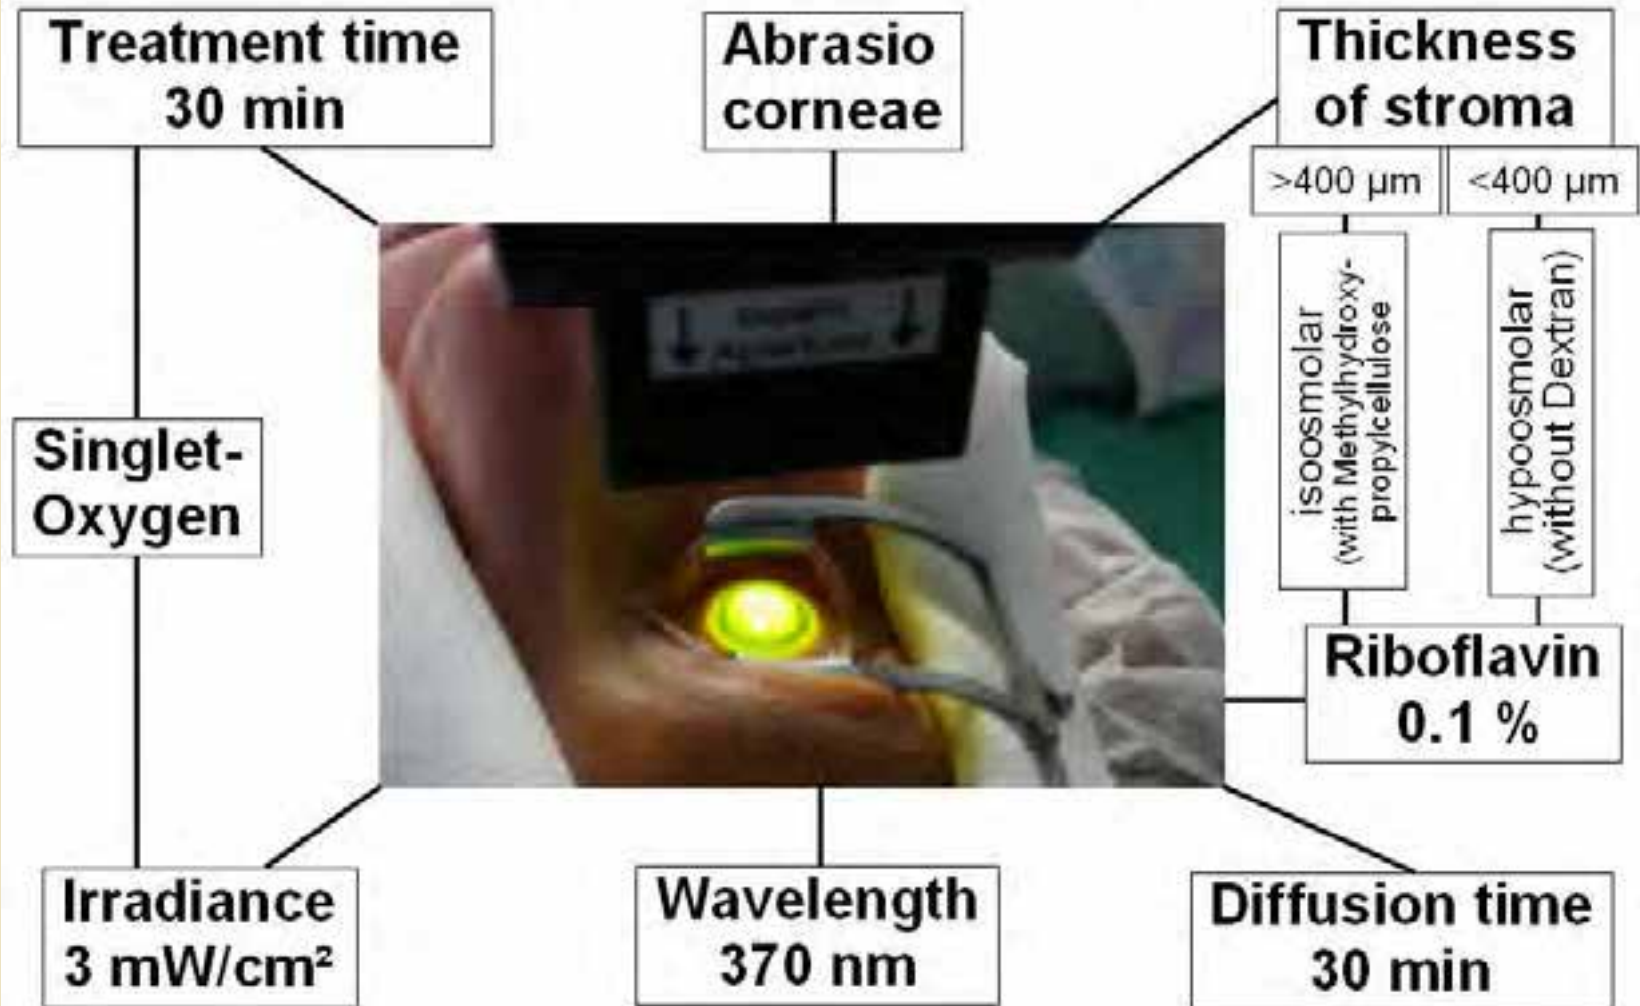 Treatment time
30 min
Abrasio
corneae
Thickness
of stroma
>400 µm
<400 µm
isoosmolar
(with Methylhydroxy-
propylcellulose
hypoosmolar
(without Dextran)
Singlet-
Oxygen
Riboflavin
0.1 %
Irradiance
3 mW/cm²
Wavelength
370 nm
Diffusion time
30 min